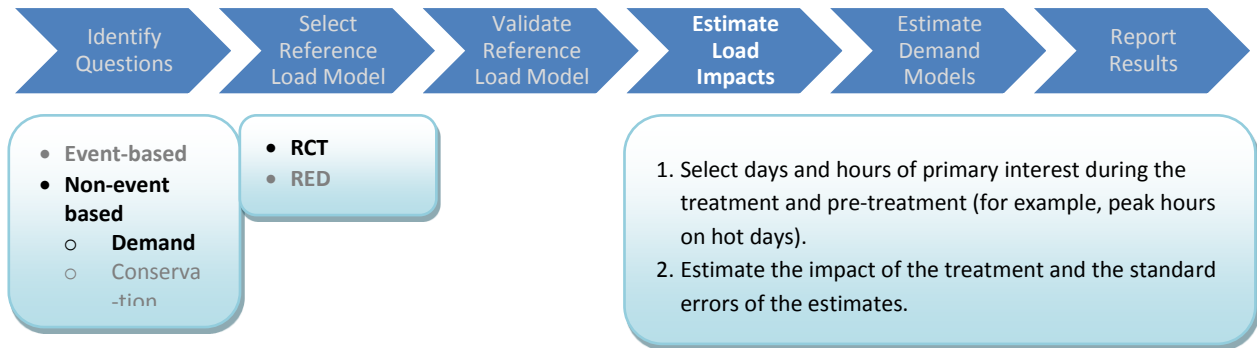 Identify
Questions
Select
Reference
Load Model
Validate
Reference
Load Model
Estimate
Load
Impacts
Estimate
Demand
Models
Report
Results
• Event-based
• Non-event
based
o Demand
o Conserva
-tion
• RCT
• RED
1. Select days and hours of primary interest during the
treatment and pre-treatment (for example, peak hours
on hot days).
2. Estimate the impact of the treatment and the standard
errors of the estimates.